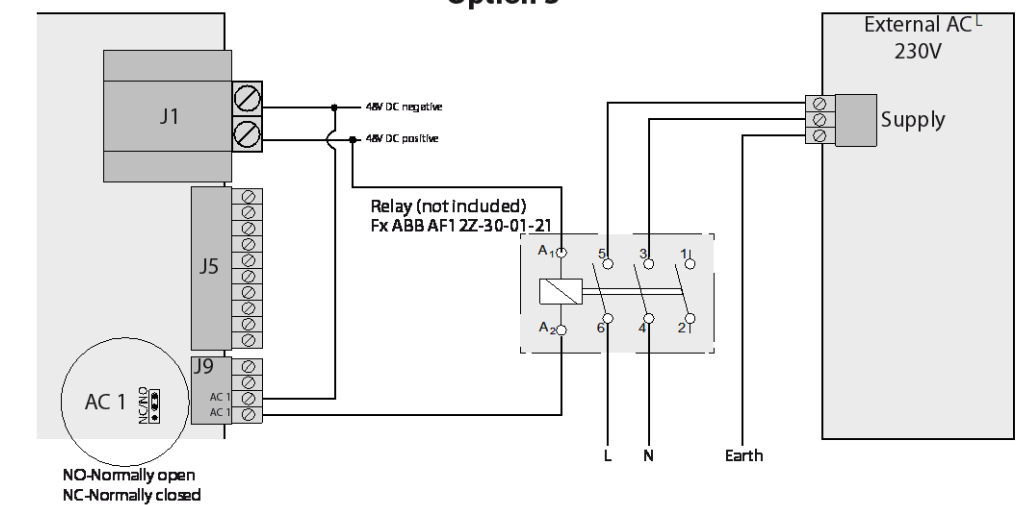 Option 3
External AC
230V
J1
48V DC negative
48V DC positive
Supply
Relay (not included)
Fx ABB AF12Z-30-01-21
A1 5 3 1
J5
A2 6 4 2
J9
AC 1
AC 1
AC 1
NC/NO
L N Earth
NO-Normally open
NC-Normally closed